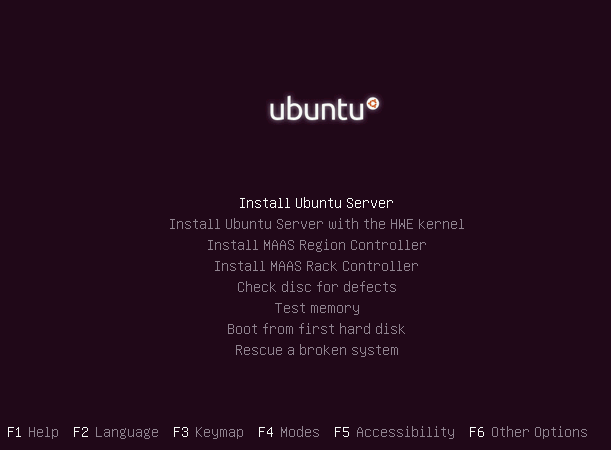 ubuntu
Install Ubuntu Server
Install Ubuntu Server with the HWE kernel
Install MAAS Region Controller
Install MAAS Rack Controller
Check disc for defects
Test memory
Boot from first hard disk
Rescue a broken system
F1 Help F2 Language F3 Keymap F4 Modes F5 Accessibility F6 Other Options